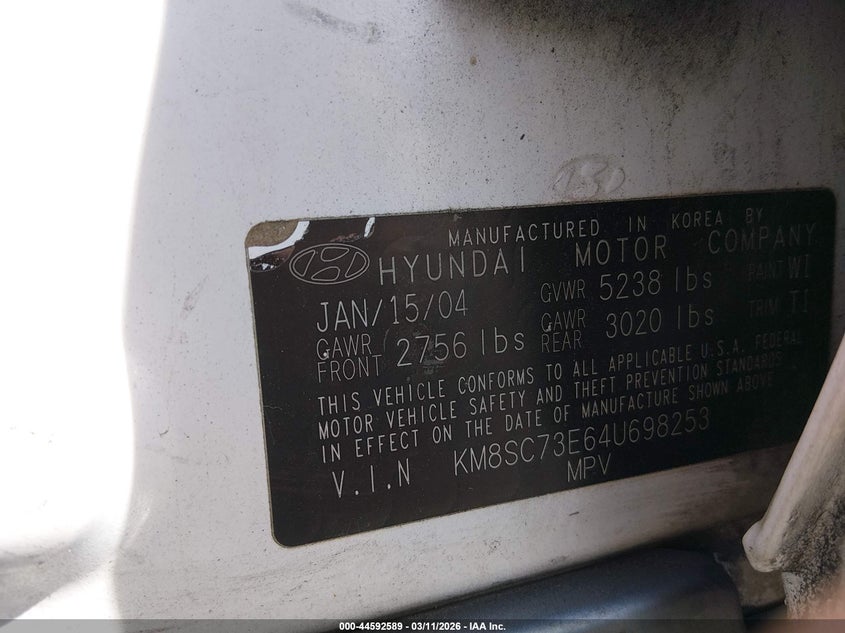 MANUFACTURED IN KOREA BY
HYUNDAI MOTOR COMPANY
JAN/15/04 GVWR 5238 lbs PAINT WI
GAWR FRONT 2756 lbs GAWR REAR 3020 lbs TRIM TI
THIS VEHICLE CONFORMS TO ALL APPLICABLE U.S.A. FEDERAL
MOTOR VEHICLE SAFETY AND THEFT PREVENTION STANDARDS
IN EFFECT ON THE DATE OF MANUFACTURE SHOWN ABOVE
V.I.N KM8SC73E64U698253
MPV
000-44592589 - 03/11/2026 - IAA Inc.